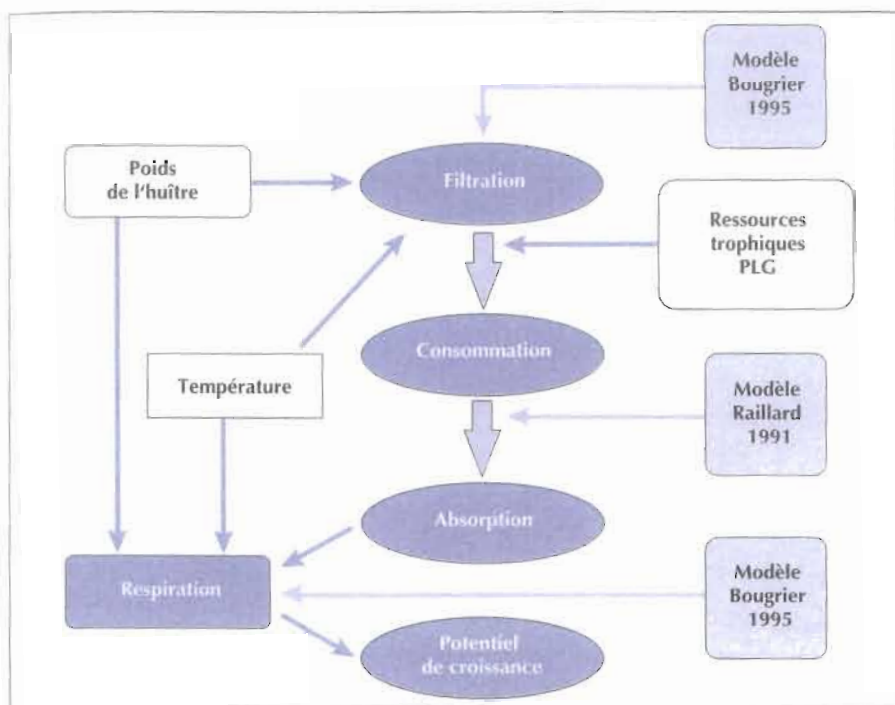 Modèle
Bougrier
1995
Poids
de l'huître
Filtration
Ressources
trophiques
PLG
Consommation
Température
Modèle
Raillard
1991
Absorption
Respiration
Modèle
Bougrier
1995
Potentiel
de croissance